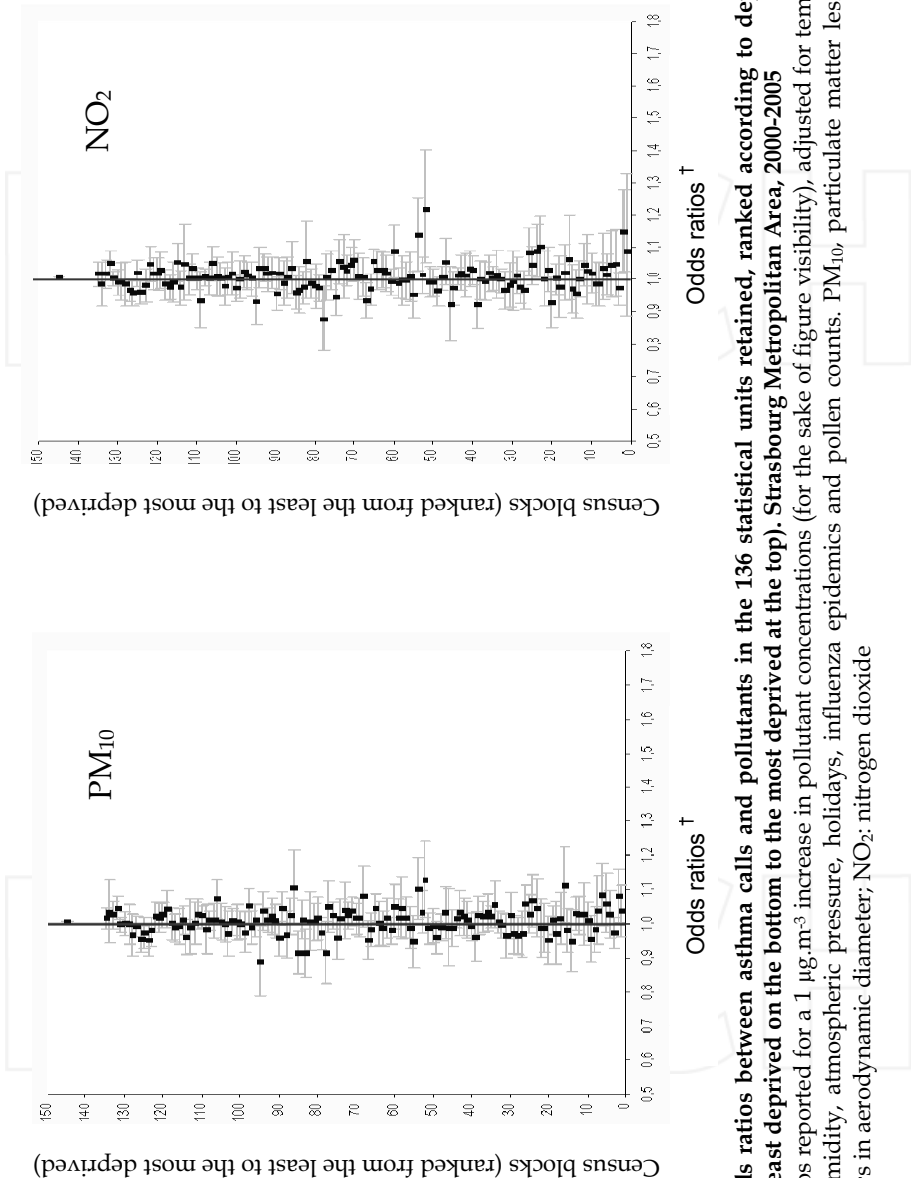 PM10
150
140
130
120
110
100
90
80
70
60
50
40
30
20
10
0
0.5 0.6 0.7 0.8 0.9 1.0 1.1 1.2 1.3 1.4 1.5 1.6 1.7 1.8
Odds ratios †
Census blocks (ranked from the least to the most deprived)
NO2
150
140
130
120
110
100
90
80
70
60
50
40
30
20
10
0
0.5 0.6 0.7 0.3 0.9 1.0 1.1 1.2 1.3 1.4 1.5 1.6 1.7 1.8
Odds ratios †
Census blocks (ranked from the least to the most deprived)
ls ratios between asthma calls and pollutants in the 136 statistical units retained, ranked according to de
east deprived on the bottom to the most deprived at the top). Strasbourg Metropolitan Area, 2000-2005
os reported for a 1 µg.m-3 increase in pollutant concentrations (for the sake of figure visibility), adjusted for tem
midity, atmospheric pressure, holidays, influenza epidemics and pollen counts. PM10, particulate matter les
rs in aerodynamic diameter; NO2: nitrogen dioxide